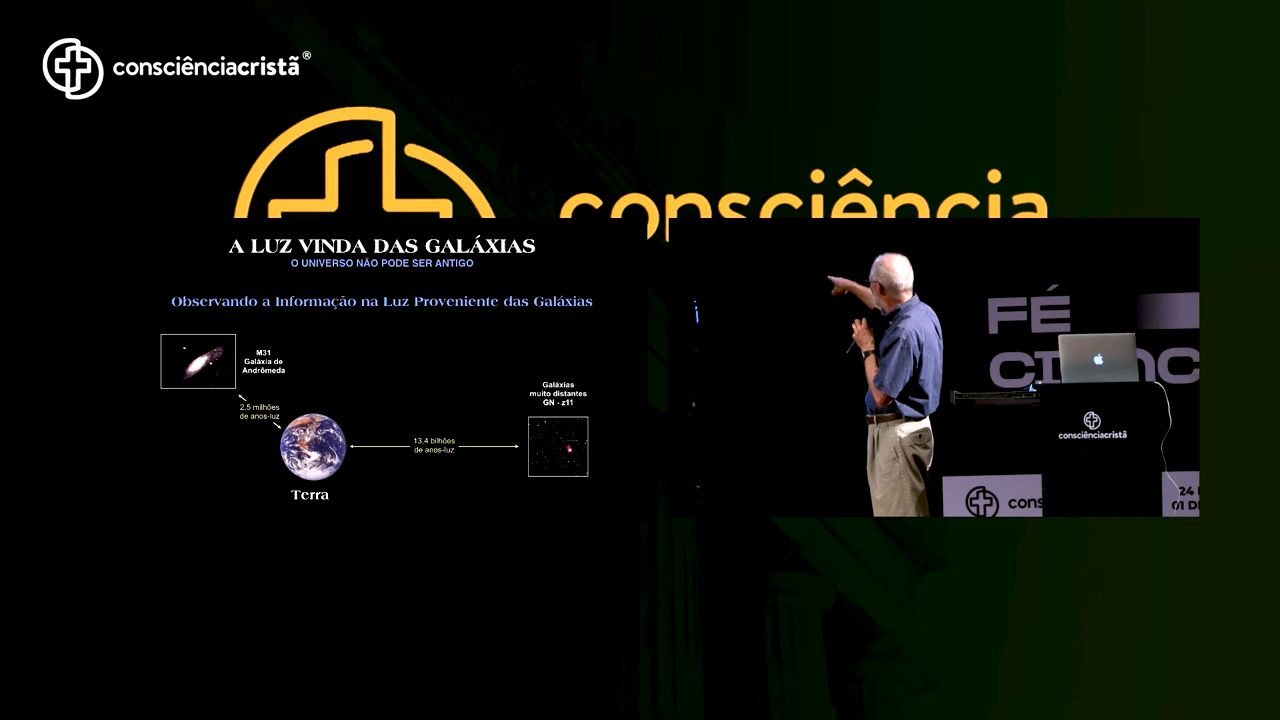 consciênciacristã®
consciência
A LUZ VINDA DAS GALÁXIAS
O UNIVERSO NÃO PODE SER ANTIGO
Observando a Informação na Luz Proveniente das Galáxias
M31
Galáxia de
Andrômeda
2,5 milhões
de anos-luz
Terra
13,4 bilhões
de anos-luz
Galáxias
muito distantes
GN - z11
FÉ
consciênciacristã
cons
24
01 D